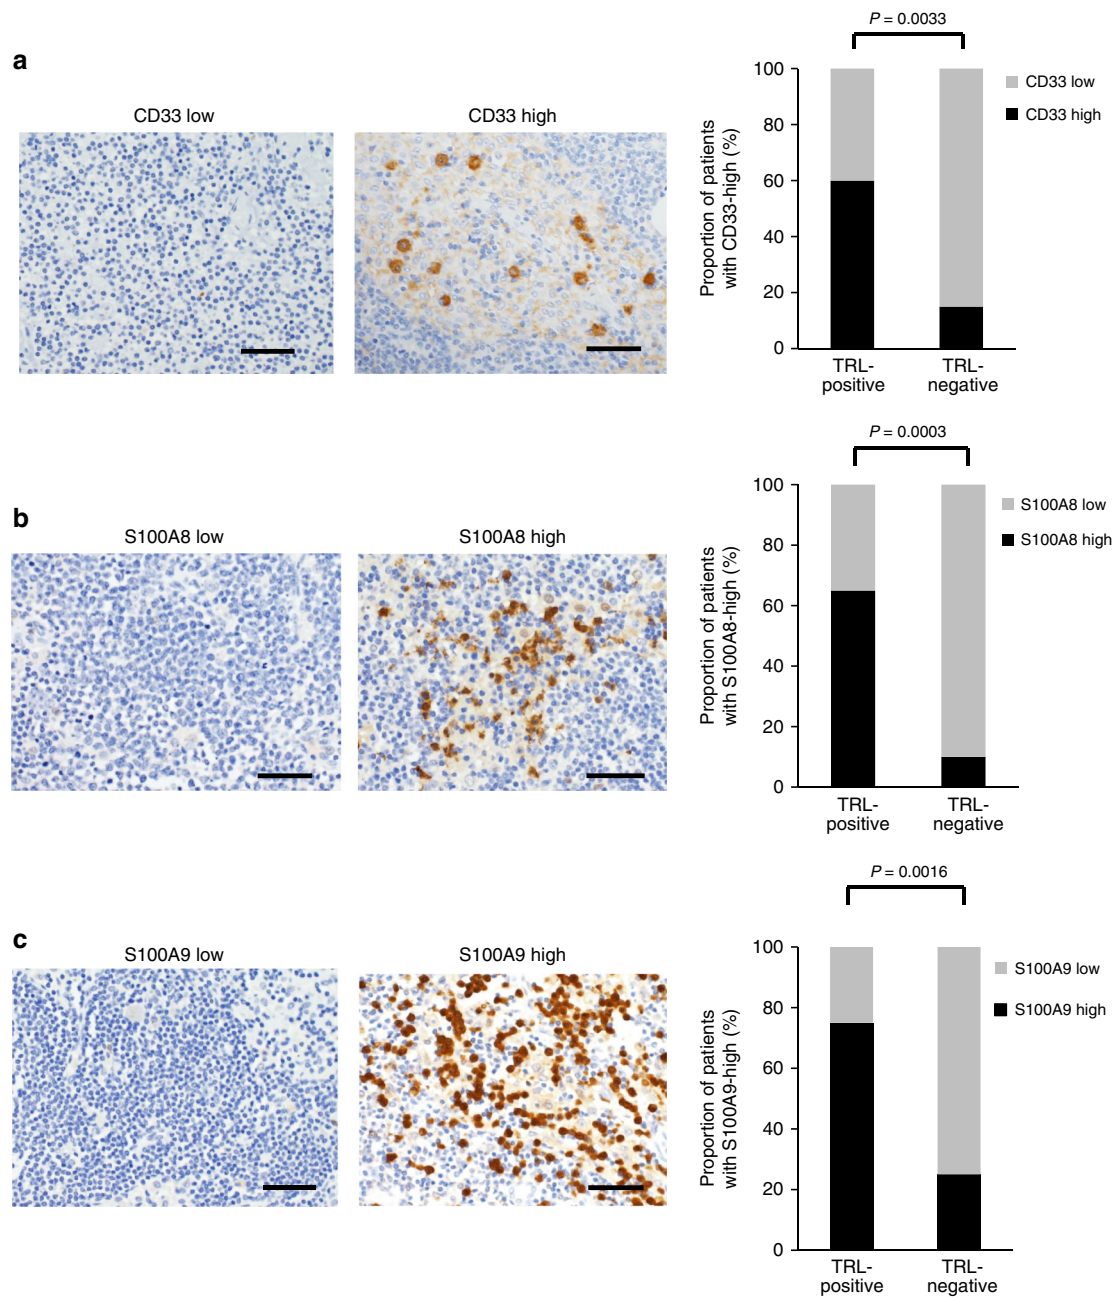 a
CD33 low
CD33 high
P = 0.0033
Proportion of patients
with CD33-high (%)
100
80
60
40
20
0
TRL-
positive
TRL-
negative
CD33 low
CD33 high
b
S100A8 low
S100A8 high
P = 0.0003
Proportion of patients
with S100A8-high (%)
100
80
60
40
20
0
TRL-
positive
TRL-
negative
S100A8 low
S100A8 high
c
S100A9 low
S100A9 high
P = 0.0016
Proportion of patients
with S100A9-high (%)
100
80
60
40
20
0
TRL-
positive
TRL-
negative
S100A9 low
S100A9 high